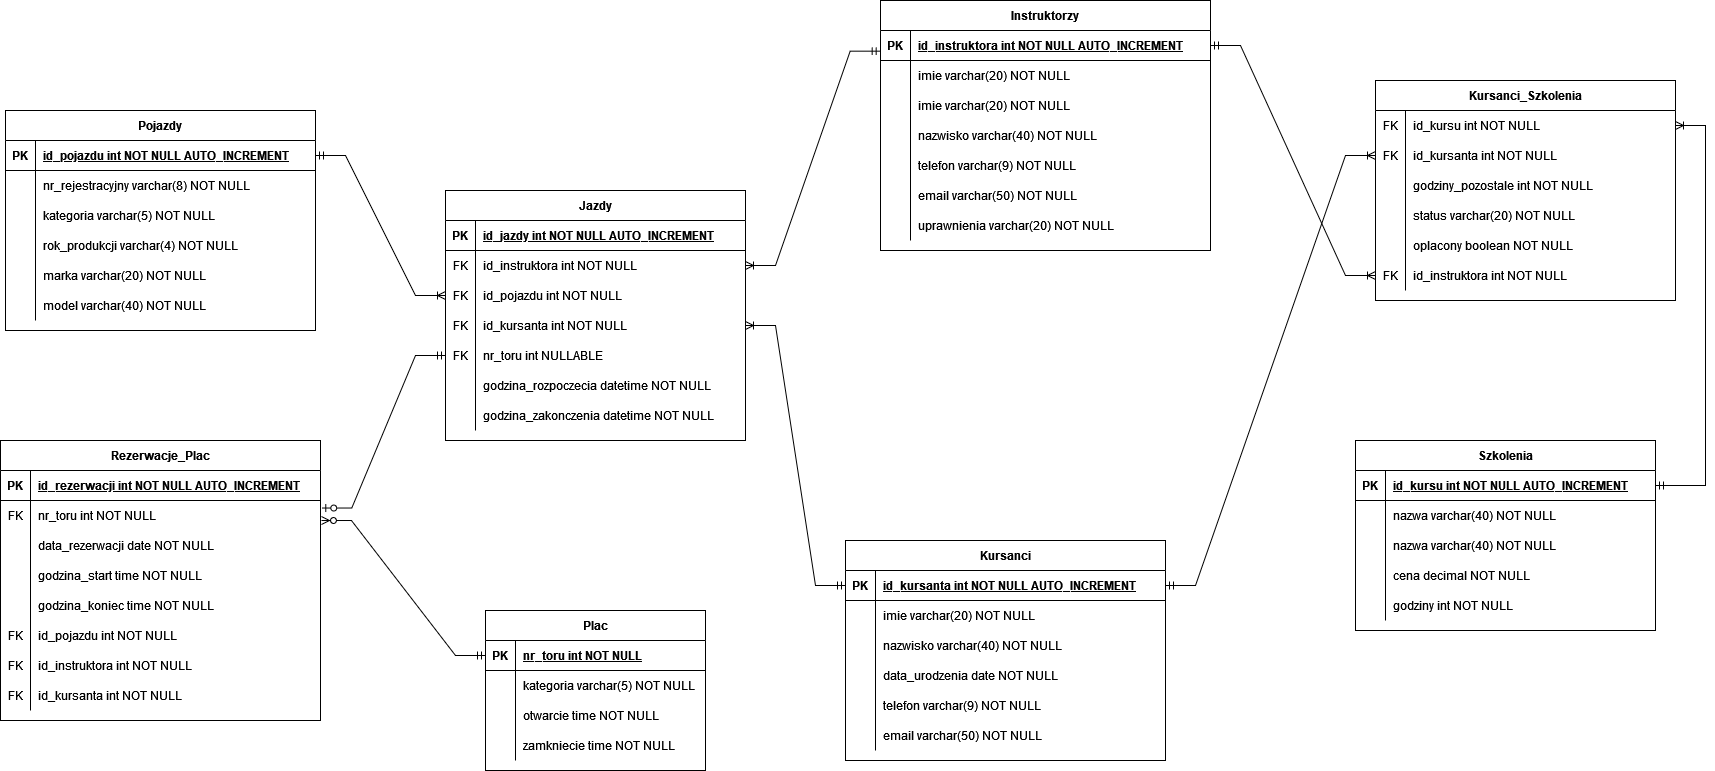 Instruktorzy
PK id_instruktora int NOT NULL AUTO_INCREMENT
imie varchar(20) NOT NULL
imie varchar(20) NOT NULL
nazwisko varchar(40) NOT NULL
telefon varchar(9) NOT NULL
email varchar(50) NOT NULL
uprawnienia varchar(20) NOT NULL
Kursanci_Szkolenia
FK id_kursu int NOT NULL
FK id_kursanta int NOT NULL
godziny_pozostale int NOT NULL
status varchar(20) NOT NULL
oplacony boolean NOT NULL
FK id_instruktora int NOT NULL
Pojazdy
PK id_pojazdu int NOT NULL AUTO_INCREMENT
nr_rejestracyjny varchar(8) NOT NULL
kategoria varchar(5) NOT NULL
rok_produkcji varchar(4) NOT NULL
marka varchar(20) NOT NULL
model varchar(40) NOT NULL
Jazdy
PK id_jazdy int NOT NULL AUTO_INCREMENT
FK id_instruktora int NOT NULL
FK id_pojazdu int NOT NULL
FK id_kursanta int NOT NULL
FK nr_toru int NULLABLE
godzina_rozpoczecia datetime NOT NULL
godzina_zakonczenia datetime NOT NULL
Rezerwacje_Plac
PK id_rezerwacji int NOT NULL AUTO_INCREMENT
FK nr_toru int NOT NULL
data_rezerwacji date NOT NULL
godzina_start time NOT NULL
godzina_koniec time NOT NULL
FK id_pojazdu int NOT NULL
FK id_instruktora int NOT NULL
FK id_kursanta int NOT NULL
Szkolenia
PK id_kursu int NOT NULL AUTO_INCREMENT
nazwa varchar(40) NOT NULL
nazwa varchar(40) NOT NULL
cena decimal NOT NULL
godziny int NOT NULL
Kursanci
PK id_kursanta int NOT NULL AUTO_INCREMENT
imie varchar(20) NOT NULL
nazwisko varchar(40) NOT NULL
data_urodzenia date NOT NULL
telefon varchar(9) NOT NULL
email varchar(50) NOT NULL
Plac
PK nr_toru int NOT NULL
kategoria varchar(5) NOT NULL
otwarcie time NOT NULL
zamkniecie time NOT NULL